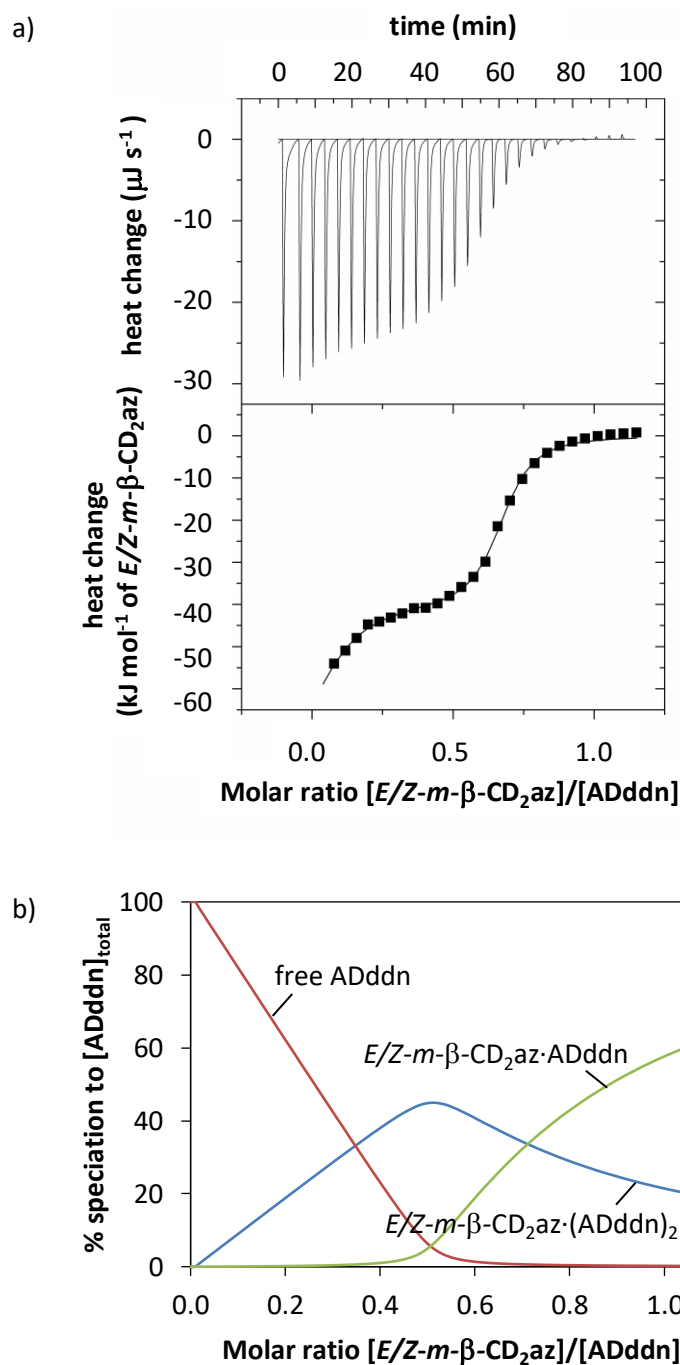 a)
time (min)
0 20 40 60 80 100
heat change (μJ s⁻¹)
0
-10
-20
-30
heat change
(kJ mol⁻¹ of E/Z-m-β-CD₂az)
0
-10
-20
-30
-40
-50
-60
0.0 0.5 1.0
Molar ratio [E/Z-m-β-CD₂az]/[ADddn]
b)
% speciation to [ADddn]total
100
80
60
40
20
0
free ADddn
E/Z-m-β-CD₂az·ADddn
E/Z-m-β-CD₂az·(ADddn)₂
0.0 0.2 0.4 0.6 0.8 1.0
Molar ratio [E/Z-m-β-CD₂az]/[ADddn]